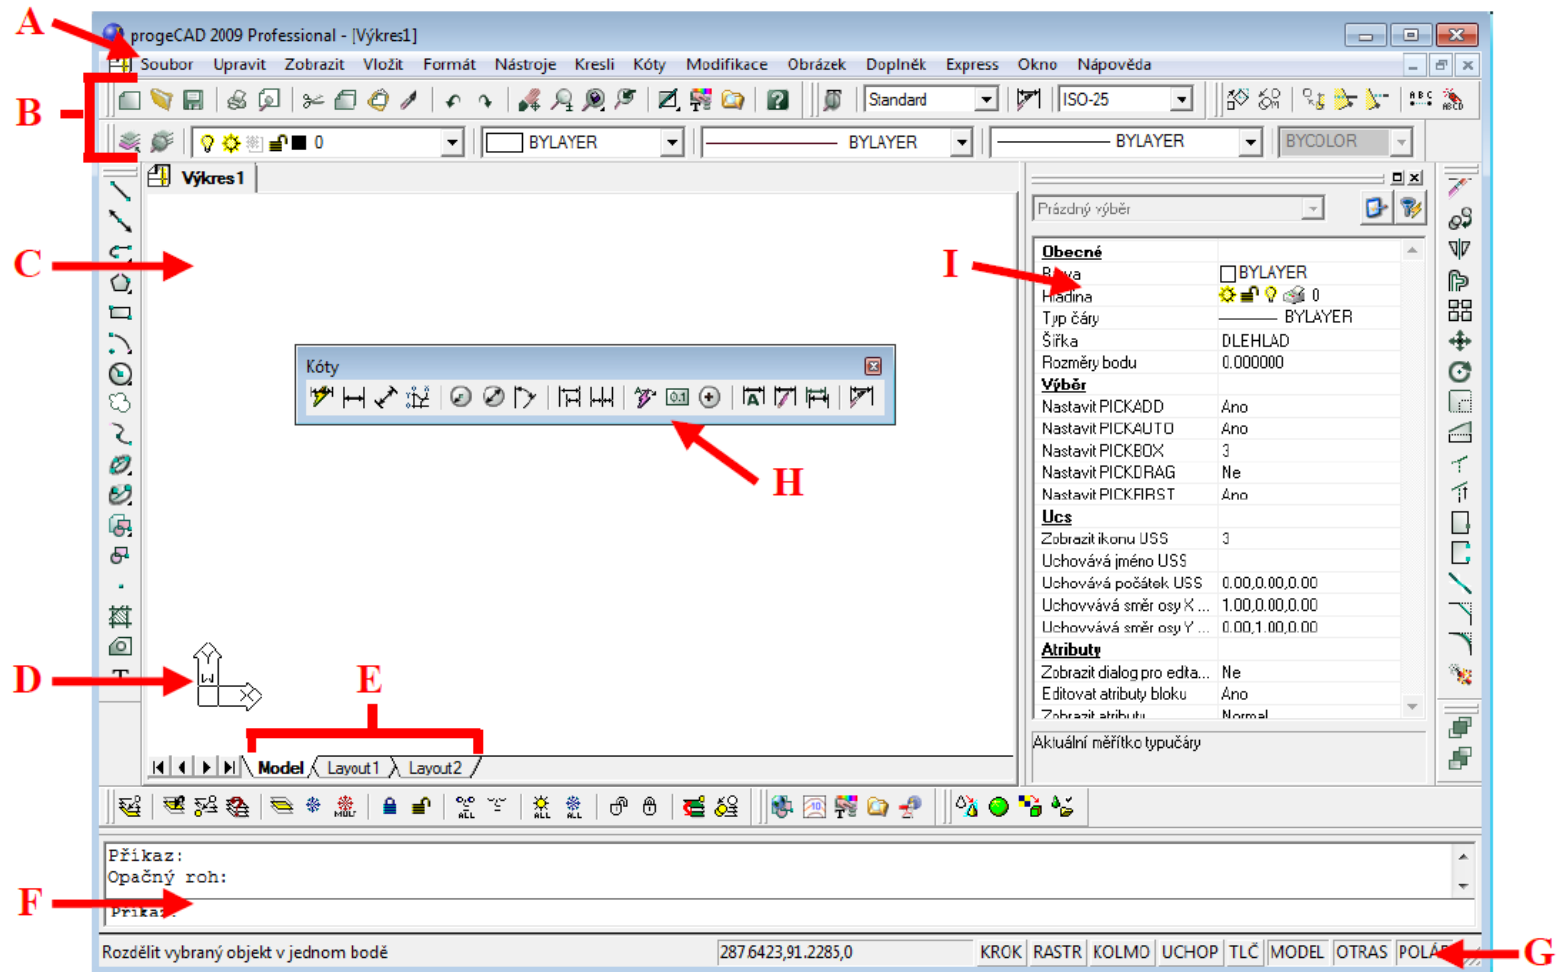 A
progeCAD 2009 Professional - [Výkres1]
Soubor Upravit Zobrazit Vložit Formát Nástroje Kresli Kóty Modifikace Obrázek Doplněk Express Okno Nápověda
B
Standard ISO-25
0 BYLAYER BYLAYER BYLAYER BYCOLOR
Výkres1
Prázdný výběr
C
I
Obecné
BYLAYER
Hladina 0
Typ čáry BYLAYER
Šířka DLEHLAD
Rozměry bodu 0.000000
Výběr
Nastavit PICKADD Ano
Nastavit PICKAUTO Ano
Nastavit PICKBOX 3
Nastavit PICKDRAG Ne
Nastavit PICKFIRST Ano
Ucs
Zobrazit ikonu USS 3
Uchovává jméno USS
Uchovává počátek USS 0.00,0.00,0.00
Uchovvává směr osy X ... 1.00,0.00,0.00
Uchovvává směr osy Y ... 0.00,1.00,0.00
Atributy
Zobrazit dialog pro edita... Ne
Editovat atributy bloku Ano
Zobrazit atributy Normal
Aktuální měřítko typučáry
Kóty
H
D
Y
W
X
E
Model Layout1 Layout2
Příkaz:
Opačný roh:
F
Příkaz:
Rozdělit vybraný objekt v jednom bodě 287.6423,91.2285,0 KROK RASTR KOLMO UCHOP TLČ MODEL OTRAS
G